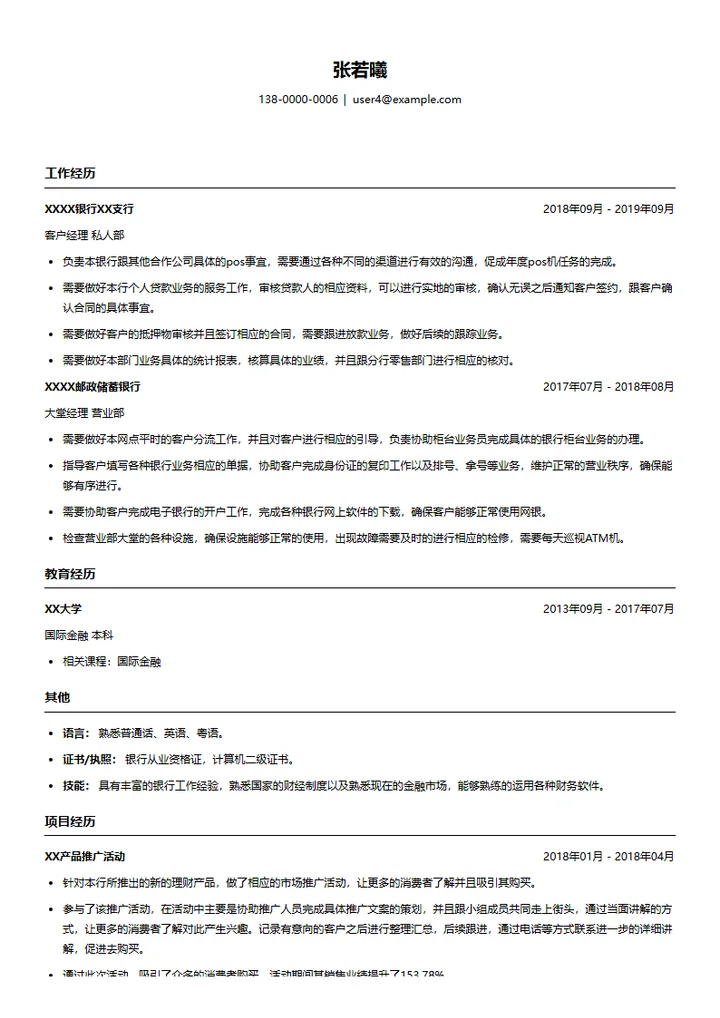 张若曦
138-0000-0006 | user4@example.com
工作经历
XXXX银行XX支行 2018年09月 - 2019年09月
客户经理 私人部
• 负责本银行跟其他合作公司具体的pos事宜，需要通过各种不同的渠道进行有效的沟通，促成年度pos机任务的完成。
• 需要做好本行个人贷款业务的服务工作，审核贷款人的相应资料，可以进行实地的审核，确认无误之后通知客户签约，跟客户确
认合同的具体事宜。
• 需要做好客户的抵押物审核并且签订相应的合同，需要跟进放款业务，做好后续的跟踪业务。
• 需要做好本部门业务具体的统计报表，核算具体的业绩，并且跟分行零售部门进行相应的核对。
XXXX邮政储蓄银行 2017年07月 - 2018年08月
大堂经理 营业部
• 需要做好本网点平时的客户分流工作，并且对客户进行相应的引导，负责协助柜台业务员完成具体的银行柜台业务的办理。
• 指导客户填写各种银行业务相应的单据，协助客户完成身份证的复印工作以及排号、拿号等业务，维护正常的营业秩序，确保能
够有序进行。
• 需要协助客户完成电子银行的开户工作，完成各种银行网上软件的下载，确保客户能够正常使用网银。
• 检查营业部大堂的各种设施，确保设施能够正常的使用，出现故障需要及时的进行相应的检修，需要每天巡视ATM机。
教育经历
XX大学 2013年09月 - 2017年07月
国际金融 本科
• 相关课程：国际金融
其他
• 语言： 熟悉普通话、英语、粤语。
• 证书/执照： 银行从业资格证，计算机二级证书。
• 技能： 具有丰富的银行工作经验，熟悉国家的财经制度以及熟悉现在的金融市场，能够熟练的运用各种财务软件。
项目经历
XX产品推广活动 2018年01月 - 2018年04月
• 针对本行所推出的新的理财产品，做了相应的市场推广活动，让更多的消费者了解并且吸引其购买。
• 参与了该推广活动，在活动中主要是协助推广人员完成具体推广文案的策划，并且跟小组成员共同走上街头，通过当面讲解的方
式，让更多的消费者了解对此产生兴趣。记录有意向的客户之后进行整理汇总，后续跟进，通过电话等方式联系进一步的详细讲
解，促进去购买。
• 通过此次活动，吸引了众多的消费者购买，活动期间其销售业绩提升了153.78%